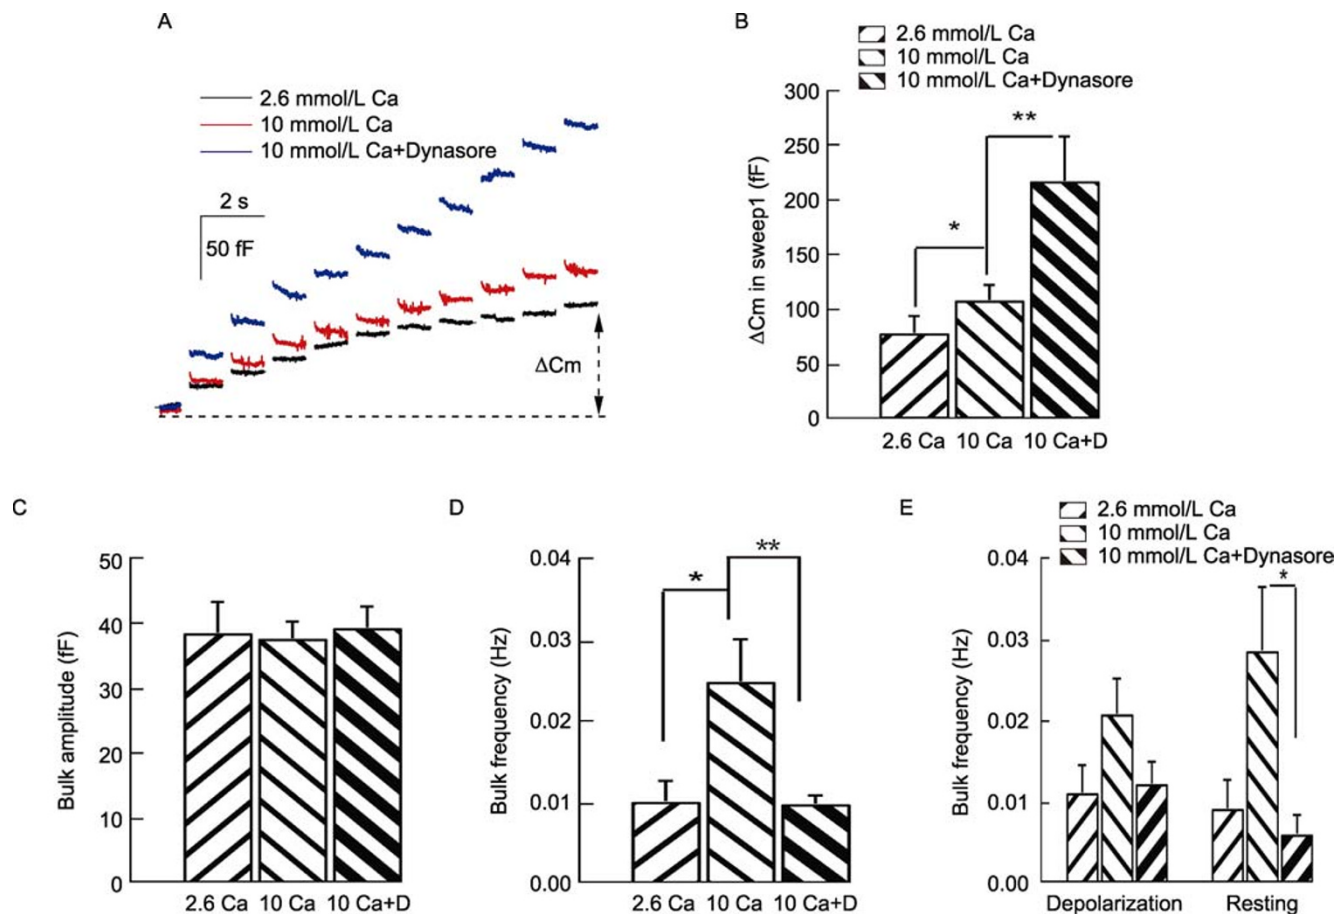 A
2.6 mmol/L Ca
10 mmol/L Ca
10 mmol/L Ca+Dynasore
2 s
50 fF
ΔCm
B
2.6 mmol/L Ca
10 mmol/L Ca
10 mmol/L Ca+Dynasore
300
250
200
150
100
50
0
ΔCm in sweep1 (fF)
*
**
2.6 Ca 10 Ca 10 Ca+D
C
50
40
30
20
10
0
Bulk amplitude (fF)
2.6 Ca 10 Ca 10 Ca+D
D
0.04
0.03
0.02
0.01
0.00
Bulk frequency (Hz)
*
**
2.6 Ca 10 Ca 10 Ca+D
E
2.6 mmol/L Ca
10 mmol/L Ca
10 mmol/L Ca+Dynasore
0.04
0.03
0.02
0.01
0.00
Bulk frequency (Hz)
*
Depolarization Resting